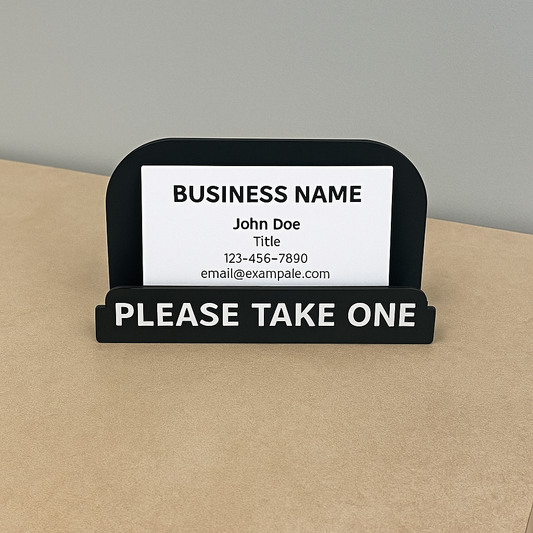 BUSINESS NAME
John Doe
Title
123-456-7890
email@exampale.com
PLEASE TAKE ONE